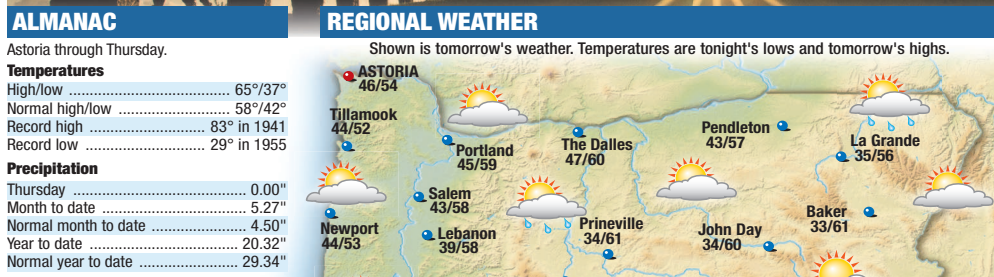 ALMANAC
Astoria through Thursday.
Temperatures
High/low ................................. 65°/37°
Normal high/low ....................... 58°/42°
Record high ....................... 83° in 1941
Record low ........................ 29° in 1955
Precipitation
Thursday ................................... 0.00"
Month to date ............................... 5.27"
Normal month to date ................... 4.50"
Year to date ............................... 20.32"
Normal year to date ..................... 29.34"
REGIONAL WEATHER
Shown is tomorrow's weather. Temperatures are tonight's lows and tomorrow's highs.
ASTORIA
46/54
Tillamook
44/52
Portland
45/59
The Dalles
47/60
Pendleton
43/57
La Grande
35/56
Salem
43/58
Newport
44/53
Lebanon
39/58
Prineville
34/61
John Day
34/60
Baker
33/61